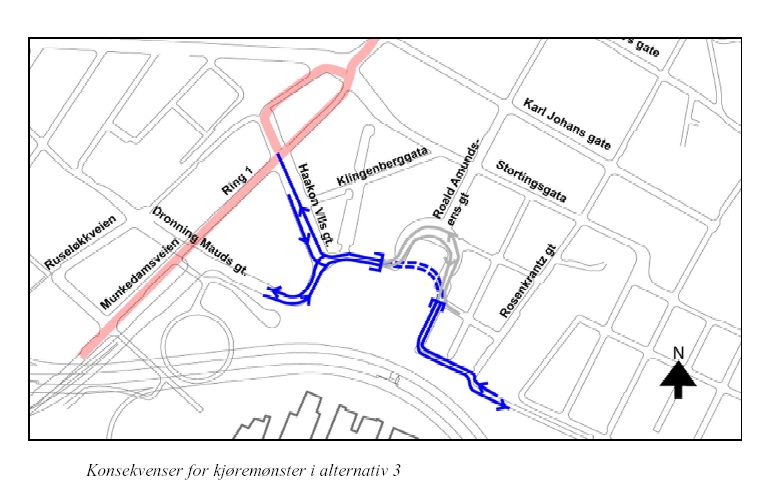 s gate
Karl Johans gate
Stortingsgata
Roald Amunds-
ens gt
Klingenberggata
Haakon VIIs gt.
Ring 1
Dronning Mauds gt.
Ruseløkkveien
Munkedamsveien
Rosenkrantz gt
N
Konsekvenser for kjøremønster i alternativ 3